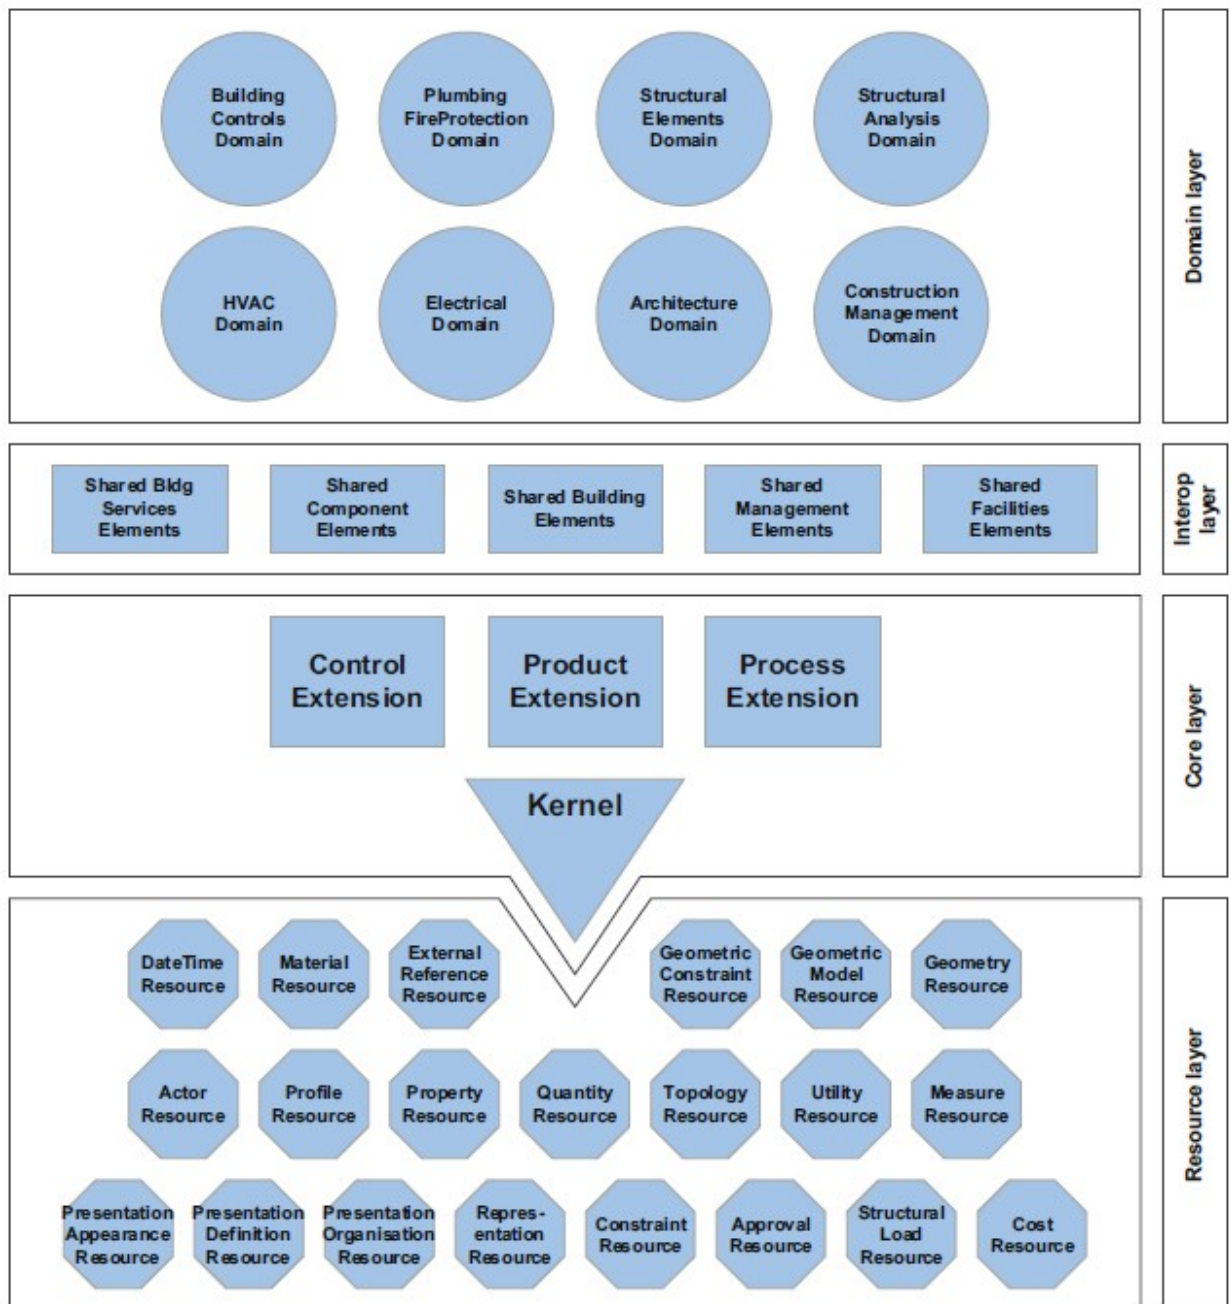 Building
Controls
Domain
Plumbing
FireProtection
Domain
Structural
Elements
Domain
Structural
Analysis
Domain
HVAC
Domain
Electrical
Domain
Architecture
Domain
Construction
Management
Domain
Domain layer
Shared Bldg
Services
Elements
Shared
Component
Elements
Shared Building
Elements
Shared
Management
Elements
Shared
Facilities
Elements
Interop
layer
Control
Extension
Product
Extension
Process
Extension
Kernel
Core layer
DateTime
Resource
Material
Resource
External
Reference
Resource
Geometric
Constraint
Resource
Geometric
Model
Resource
Geometry
Resource
Actor
Resource
Profile
Resource
Property
Resource
Quantity
Resource
Topology
Resource
Utility
Resource
Measure
Resource
Presentation
Appearance
Resource
Presentation
Definition
Resource
Presentation
Organisation
Resource
Repres-
entation
Resource
Constraint
Resource
Approval
Resource
Structural
Load
Resource
Cost
Resource
Resource layer